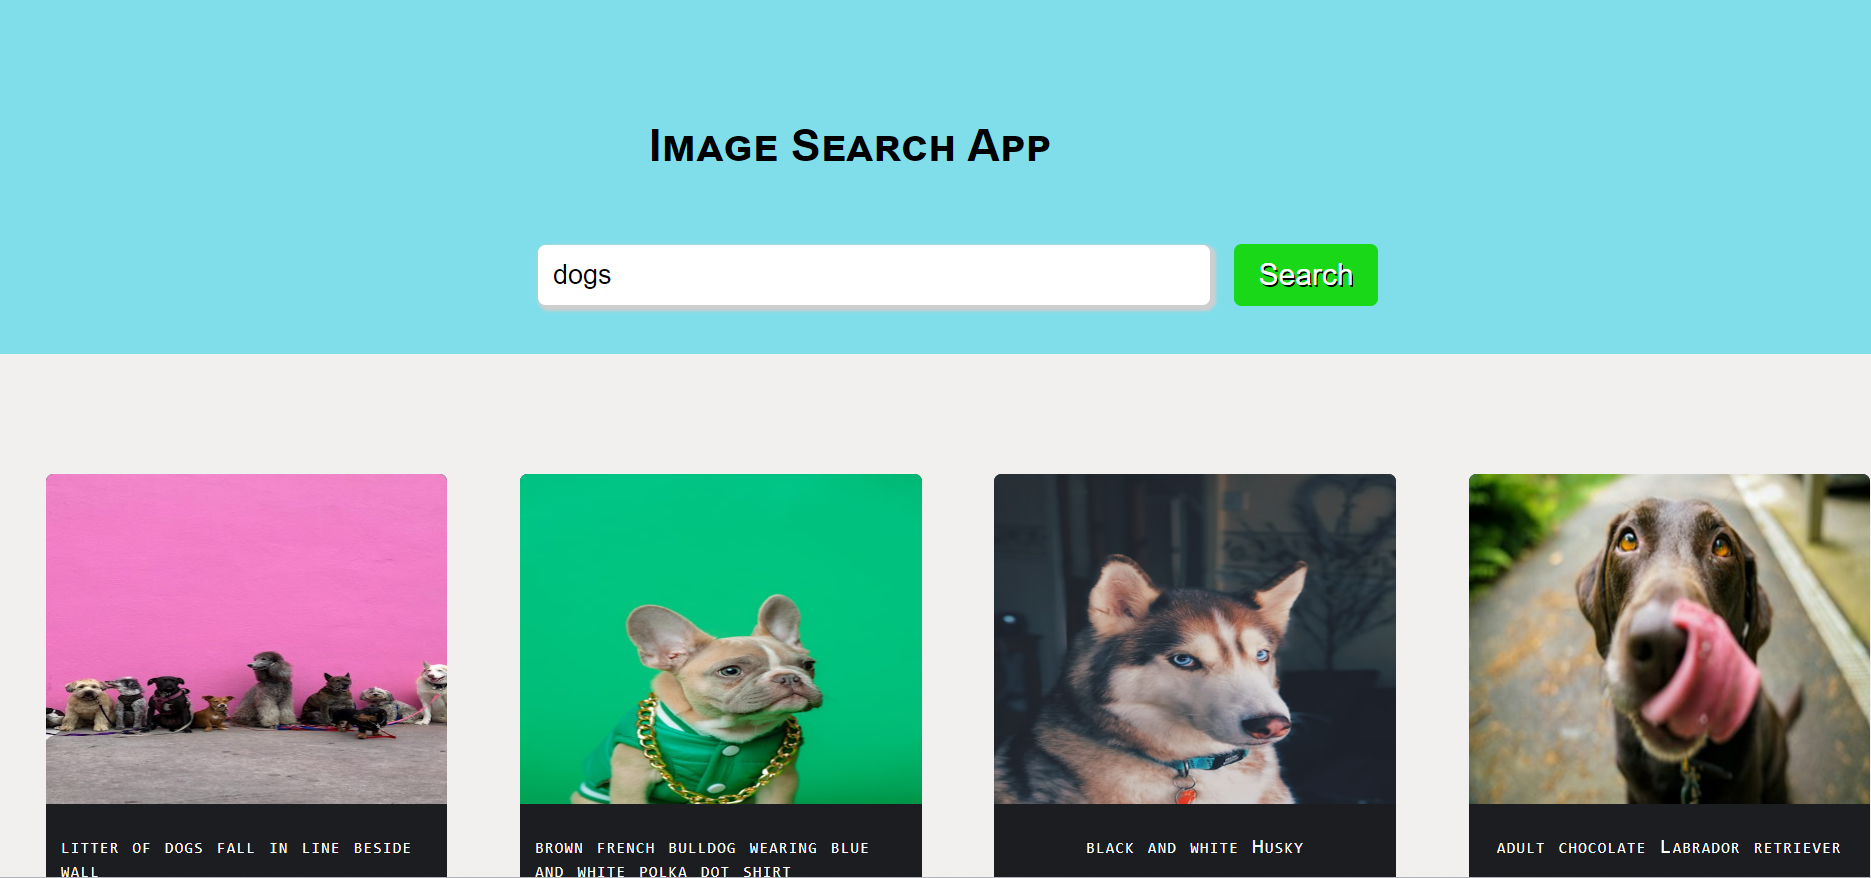 Image Search App
dogs
Search
litter of dogs fall in line beside
wall
brown french bulldog wearing blue
and white polka dot shirt
black and white Husky
adult chocolate Labrador retriever